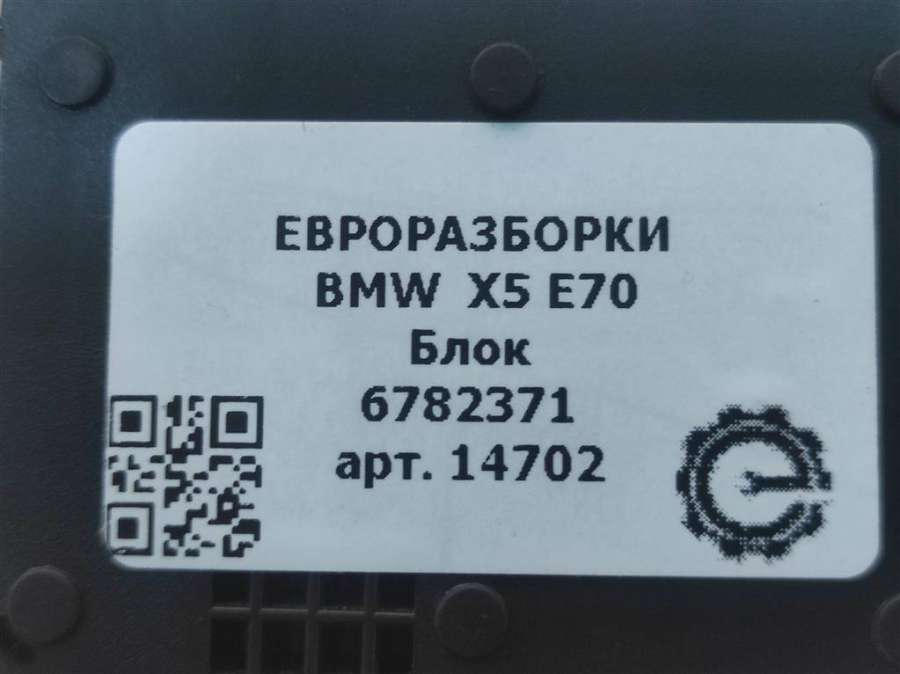 ЕВРОРАЗБОРКИ
BMW X5 E70
Блок
6782371
арт. 14702